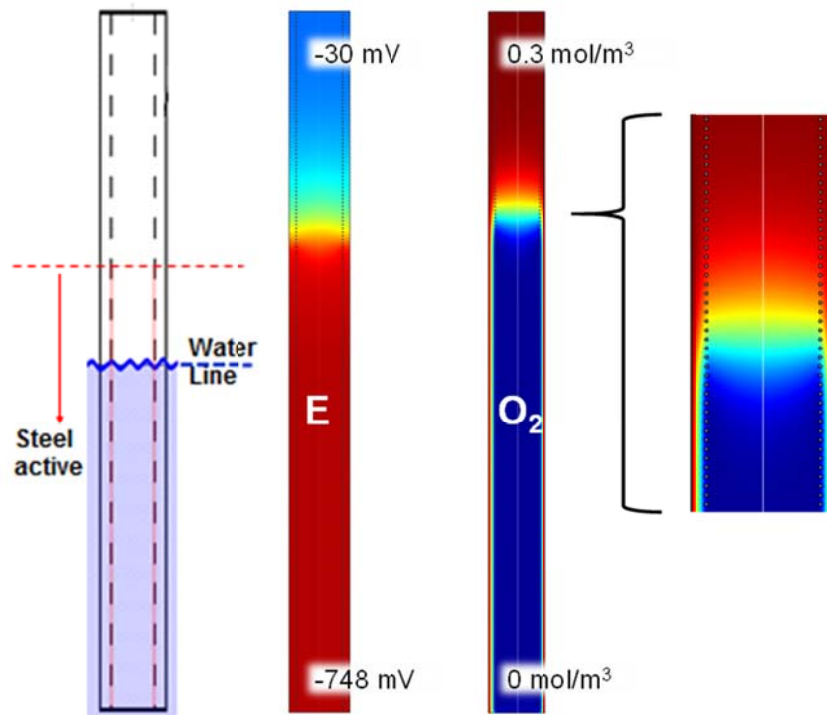 Water
Line
Steel
active
-30 mV
E
-748 mV
0.3 mol/m³
O₂
0 mol/m³